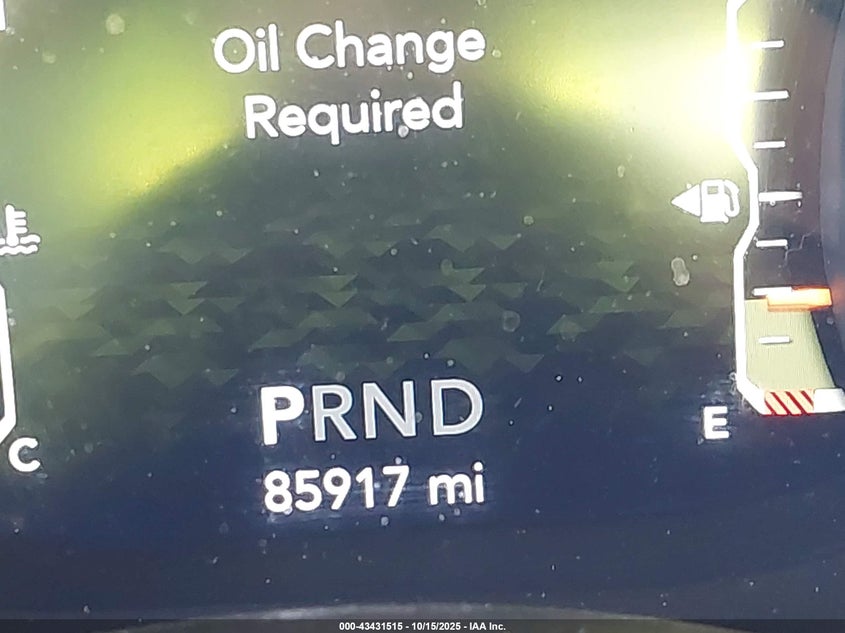 Oil Change
Required
PRND
E
C
85917 mi
000-43431515 - 10/15/2025 - IAA Inc.